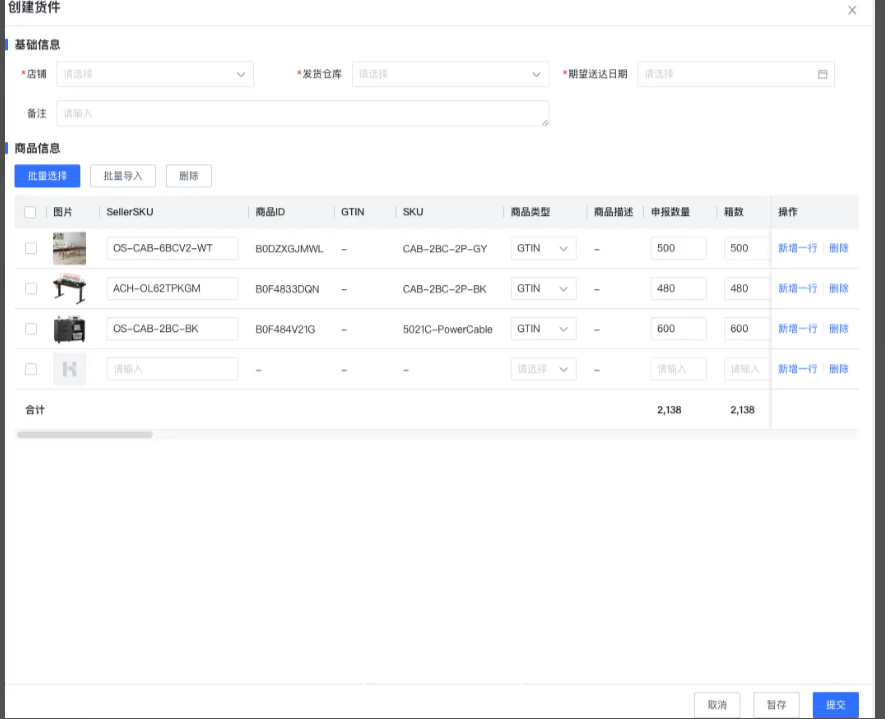 创建货件
基础信息
*店铺 请选择 *发货仓库 请选择 *期望送达日期 请选择
备注 请输入
商品信息
批量选择 批量导入 删除
图片 SellerSKU 商品ID GTIN SKU 商品类型 商品描述 申报数量 箱数 操作
OS-CAB-6BCV2-WT B0DZXGJMWL - CAB-2BC-2P-GY GTIN - 500 500 新增一行 删除
ACH-OL62TPKGM B0F4833DQN - CAB-2BC-2P-BK GTIN - 480 480 新增一行 删除
OS-CAB-2BC-BK B0F484V21G - 5021C-PowerCable GTIN - 600 600 新增一行 删除
请输入 - - - 请选择 - 请输入 请输入 新增一行 删除
合计 2,138 2,138
取消 暂存 提交